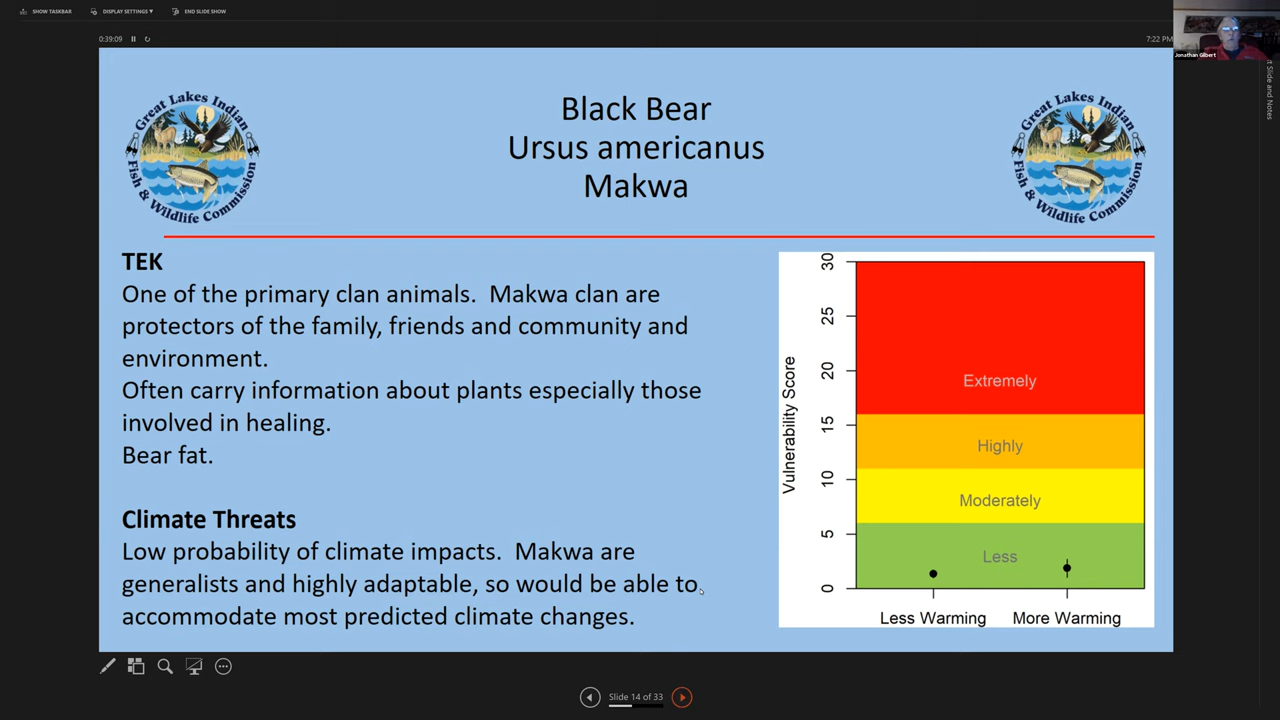 SHOW TASKBAR
DISPLAY SETTINGS ▼
END SLIDE SHOW
0:39:09
7:22 PM
Jonathan Gilbert
Slide and Notes
Great Lakes Indian
Fish & Wildlife Commission
Black Bear
Ursus americanus
Makwa
Great Lakes Indian
Fish & Wildlife Commission
TEK
One of the primary clan animals. Makwa clan are
protectors of the family, friends and community and
environment.
Often carry information about plants especially those
involved in healing.
Bear fat.
Climate Threats
Low probability of climate impacts. Makwa are
generalists and highly adaptable, so would be able to
accommodate most predicted climate changes.
Vulnerability Score
30
25
20
15
10
5
0
Extremely
Highly
Moderately
Less
Less Warming
More Warming
Slide 14 of 33